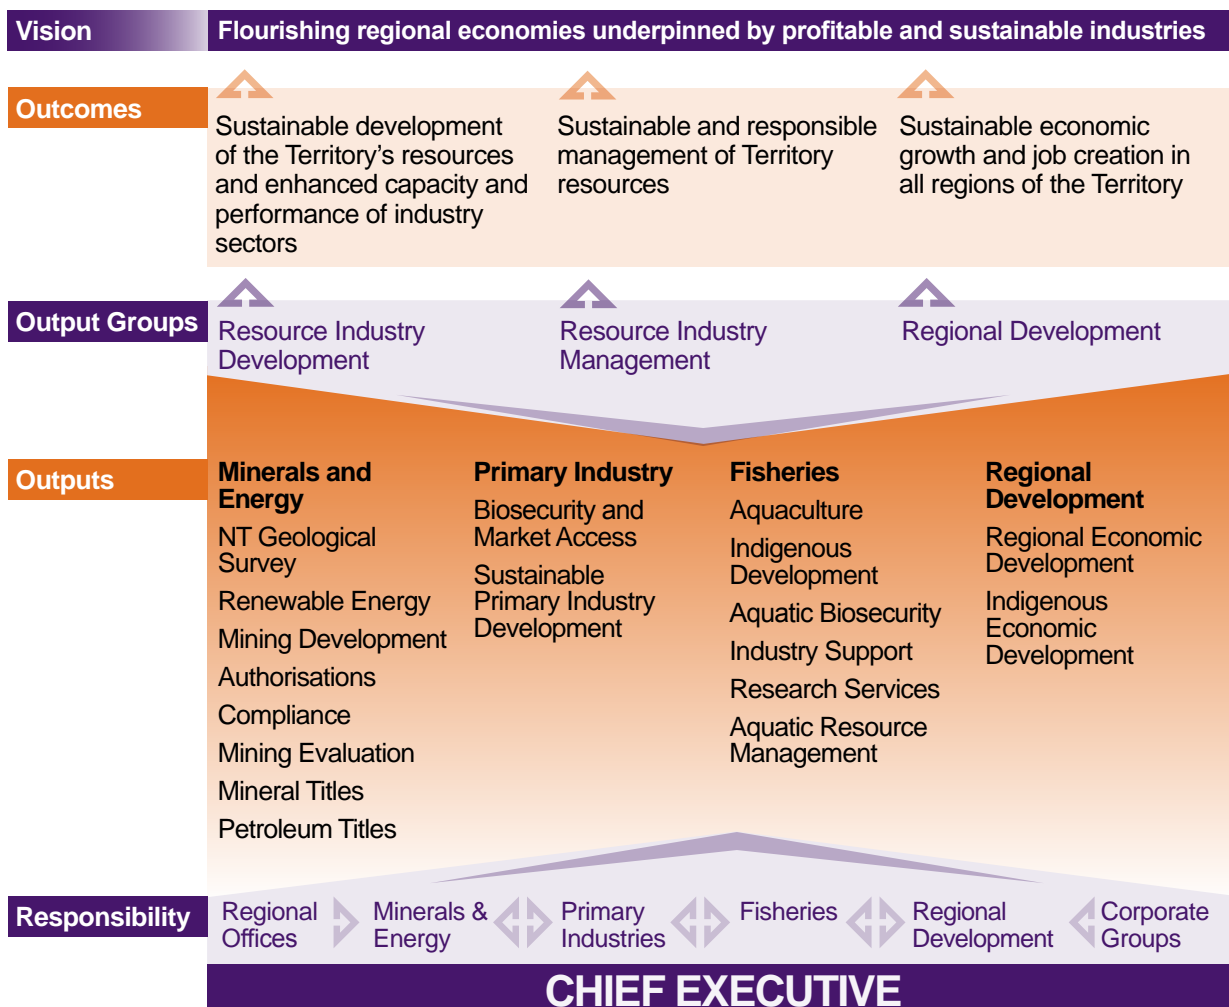 Vision
Flourishing regional economies underpinned by profitable and sustainable industries
Outcomes
Sustainable development
of the Territory’s resources
and enhanced capacity and
performance of industry
sectors
Sustainable and responsible
management of Territory
resources
Sustainable economic
growth and job creation in
all regions of the Territory
Output Groups
Resource Industry
Development
Resource Industry
Management
Regional Development
Outputs
Minerals and
Energy
NT Geological
Survey
Renewable Energy
Mining Development
Authorisations
Compliance
Mining Evaluation
Mineral Titles
Petroleum Titles
Primary Industry
Biosecurity and
Market Access
Sustainable
Primary Industry
Development
Fisheries
Aquaculture
Indigenous
Development
Aquatic Biosecurity
Industry Support
Research Services
Aquatic Resource
Management
Regional
Development
Regional Economic
Development
Indigenous
Economic
Development
Responsibility
Regional
Offices
Minerals &
Energy
Primary
Industries
Fisheries
Regional
Development
Corporate
Groups
CHIEF EXECUTIVE